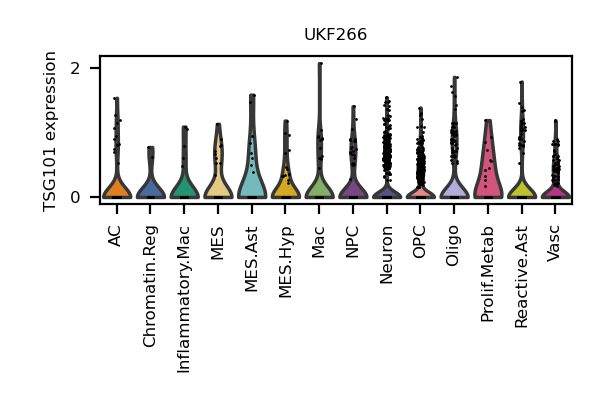 UKF266
TSG101 expression
2
0
AC
Chromatin.Reg
Inflammatory.Mac
MES
MES.Ast
MES.Hyp
Mac
NPC
Neuron
OPC
Oligo
Prolif.Metab
Reactive.Ast
Vasc